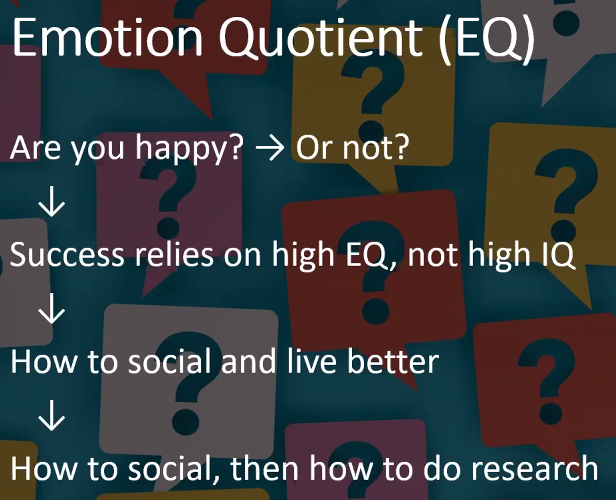 Emotion Quotient (EQ)
Are you happy? → Or not?
↓
Success relies on high EQ, not high IQ
↓
How to social and live better
↓
How to social, then how to do research